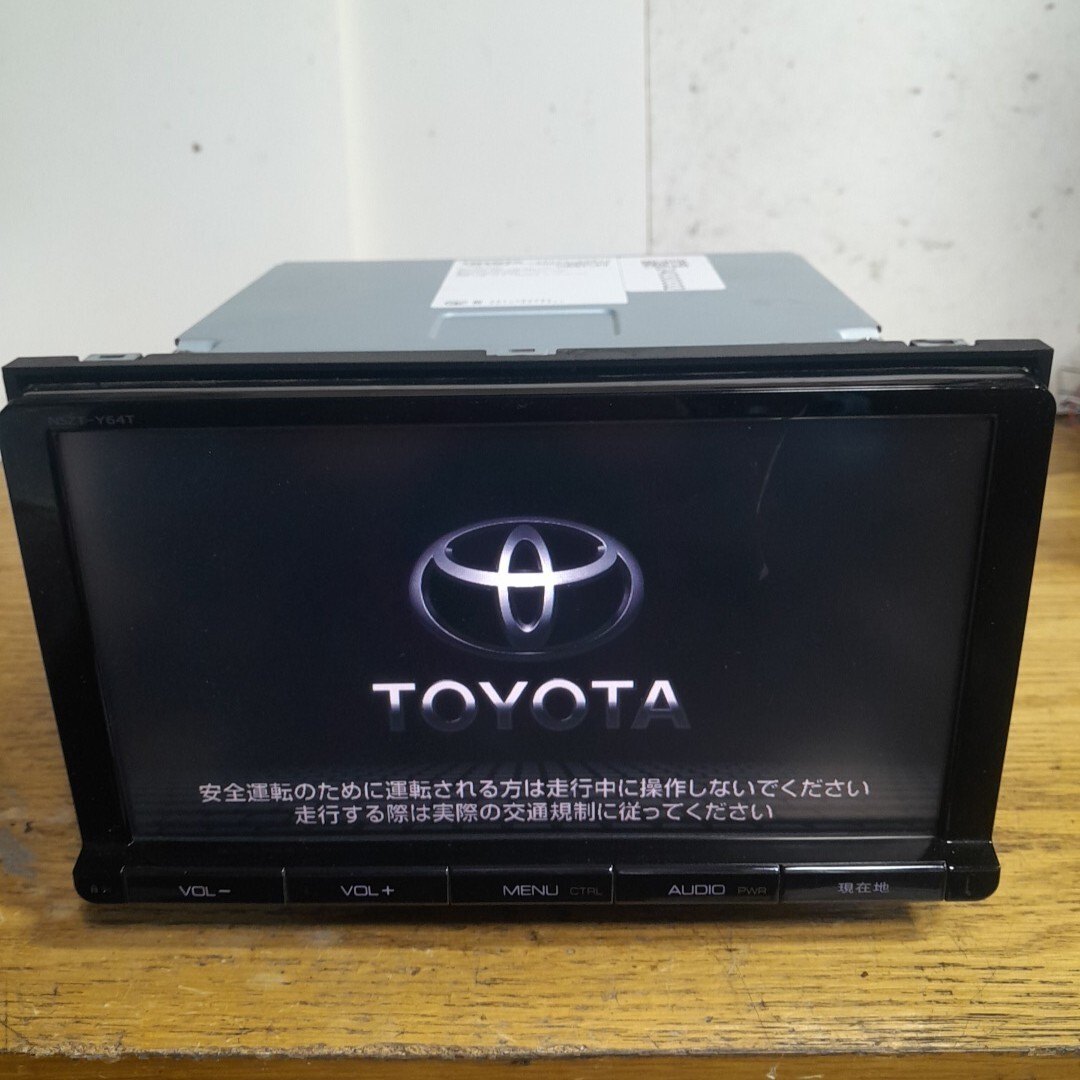 NSZT-Y64T
TOYOTA
安全運転のために運転される方は走行中に操作しないでください
走行する際は実際の交通規制に従ってください
VOL−
VOL+
MENU CTRL
AUDIO PWR
現在地